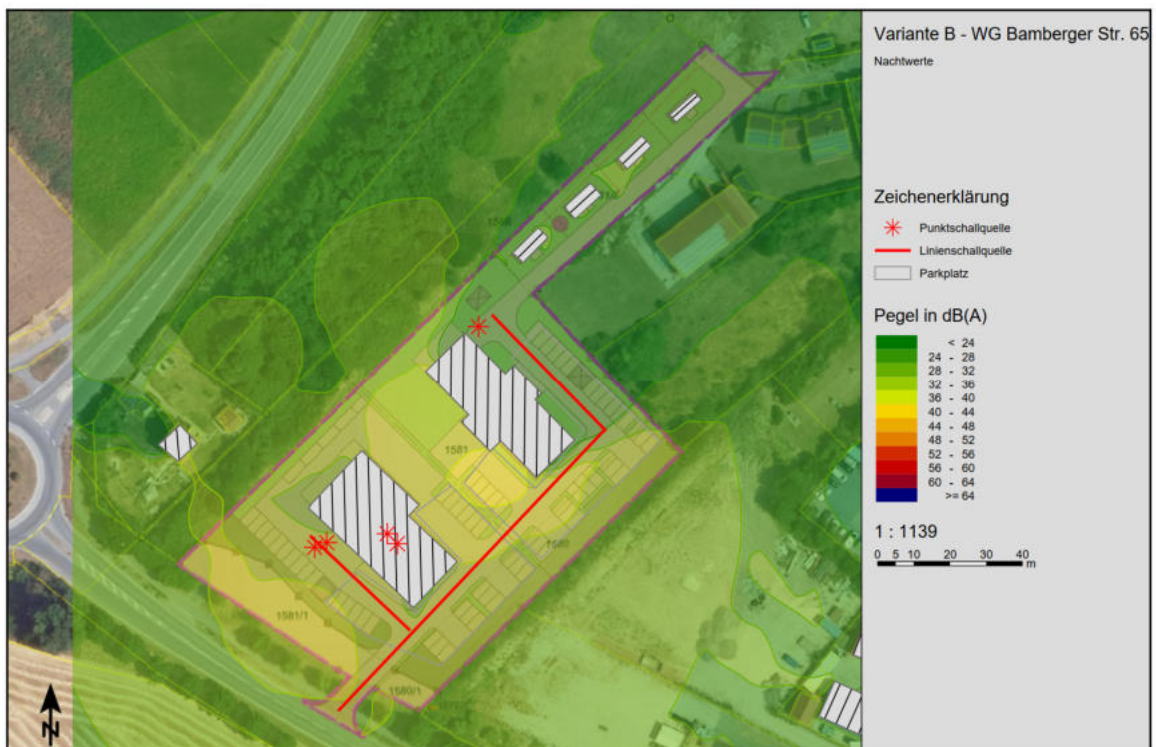 Variante B - WG Bamberger Str. 65
Nachtwerte
Zeichenerklärung
Punktschallquelle
Linienschallquelle
Parkplatz
Pegel in dB(A)
< 24
24 - 28
28 - 32
32 - 36
36 - 40
40 - 44
44 - 48
48 - 52
52 - 56
56 - 60
60 - 64
>= 64
1 : 1139
0 5 10 20 30 40
m
1581
1580
1581/1
1580/1
N